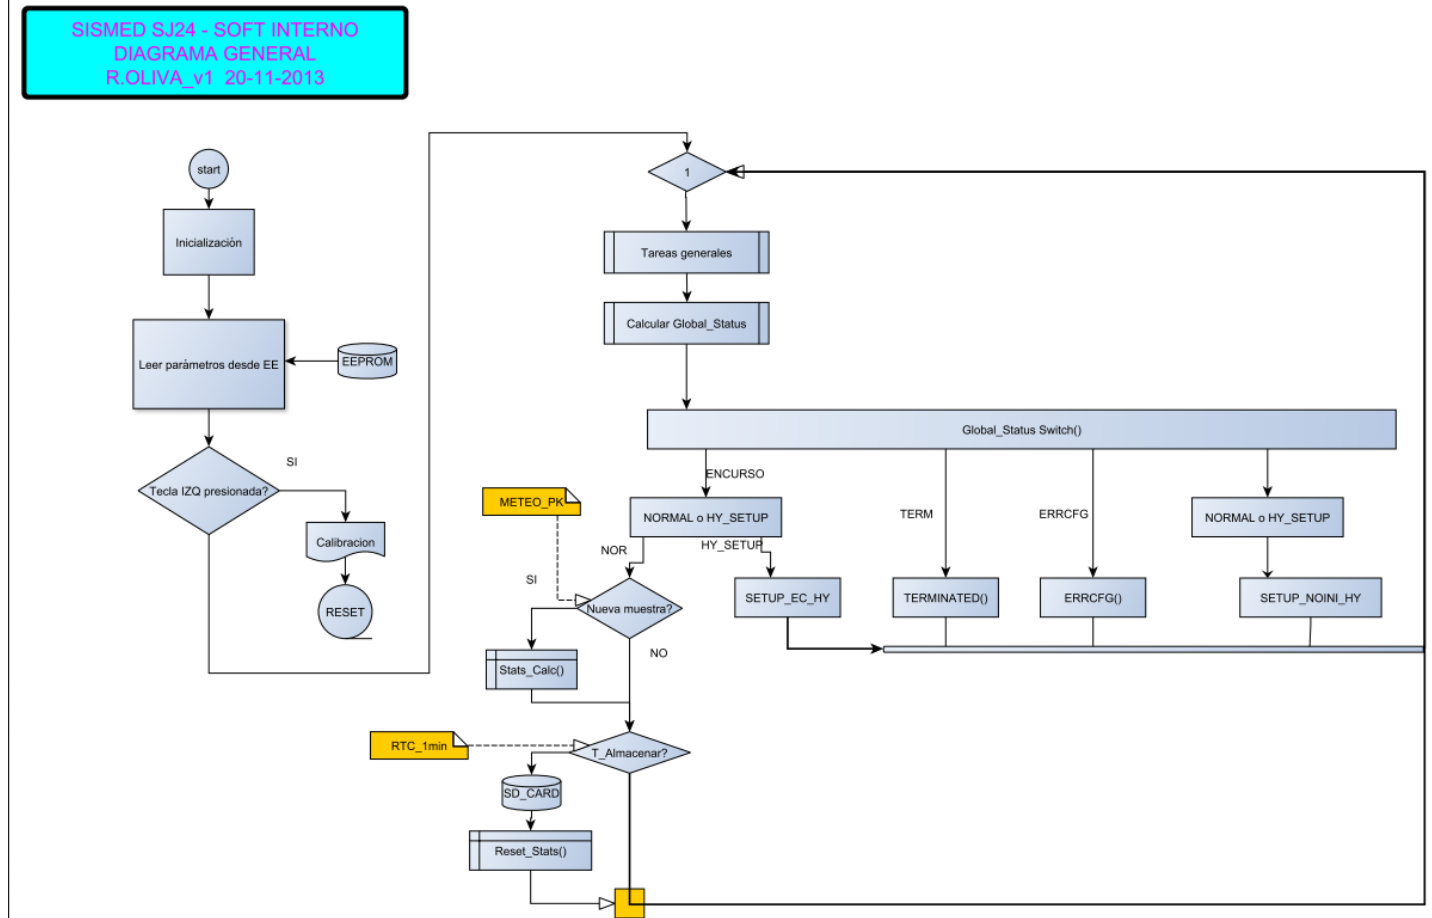 SISMED SJ24 - SOFT INTERNO
DIAGRAMA GENERAL
R.OLIVA_v1 20-11-2013
start
1
Inicialización
Tareas generales
Calcular Global_Status
Leer parámetros desde EE
EEPROM
Global_Status Switch()
SI
Tecla IZQ presionada?
ENCURSO
METEO_PK
NORMAL o HY_SETUP
TERM
ERRCFG
NORMAL o HY_SETUP
Calibracion
NOR
HY_SETUP
SI
RESET
Nueva muestra?
SETUP_EC_HY
TERMINATED()
ERRCFG()
SETUP_NOINI_HY
NO
Stats_Calc()
RTC_1min
T_Almacenar?
SD_CARD
Reset_Stats()